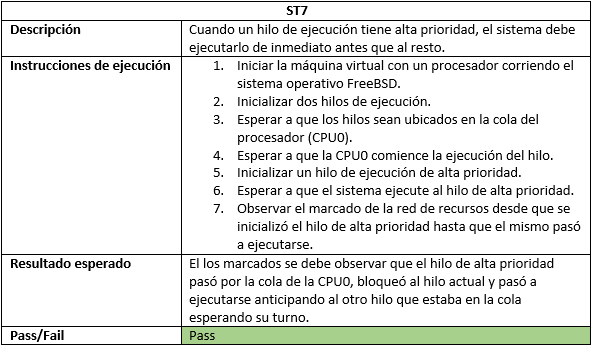 ST7
Descripción
Cuando un hilo de ejecución tiene alta prioridad, el sistema debe
ejecutarlo de inmediato antes que al resto.
Instrucciones de ejecución
1. Iniciar la máquina virtual con un procesador corriendo el
sistema operativo FreeBSD.
2. Inicializar dos hilos de ejecución.
3. Esperar a que los hilos sean ubicados en la cola del
procesador (CPU0).
4. Esperar a que la CPU0 comience la ejecución del hilo.
5. Inicializar un hilo de ejecución de alta prioridad.
6. Esperar a que el sistema ejecute al hilo de alta prioridad.
7. Observar el marcado de la red de recursos desde que se
inicializó el hilo de alta prioridad hasta que el mismo pasó
a ejecutarse.
Resultado esperado
El los marcados se debe observar que el hilo de alta prioridad
pasó por la cola de la CPU0, bloqueó al hilo actual y pasó a
ejecutarse anticipando al otro hilo que estaba en la cola
esperando su turno.
Pass/Fail
Pass